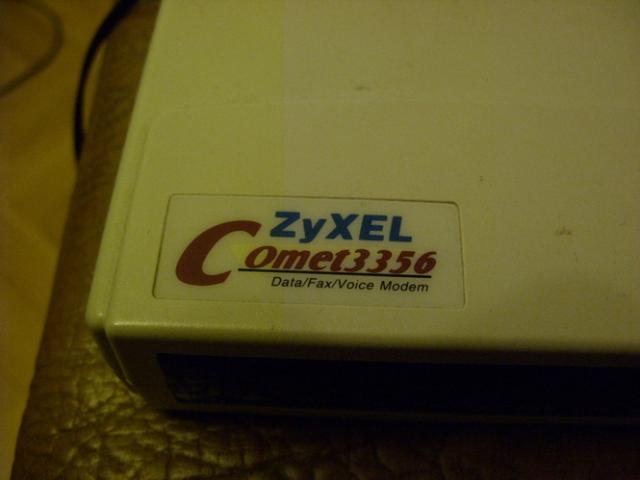 ZyXEL
Comet3356
Data/Fax/Voice Modem